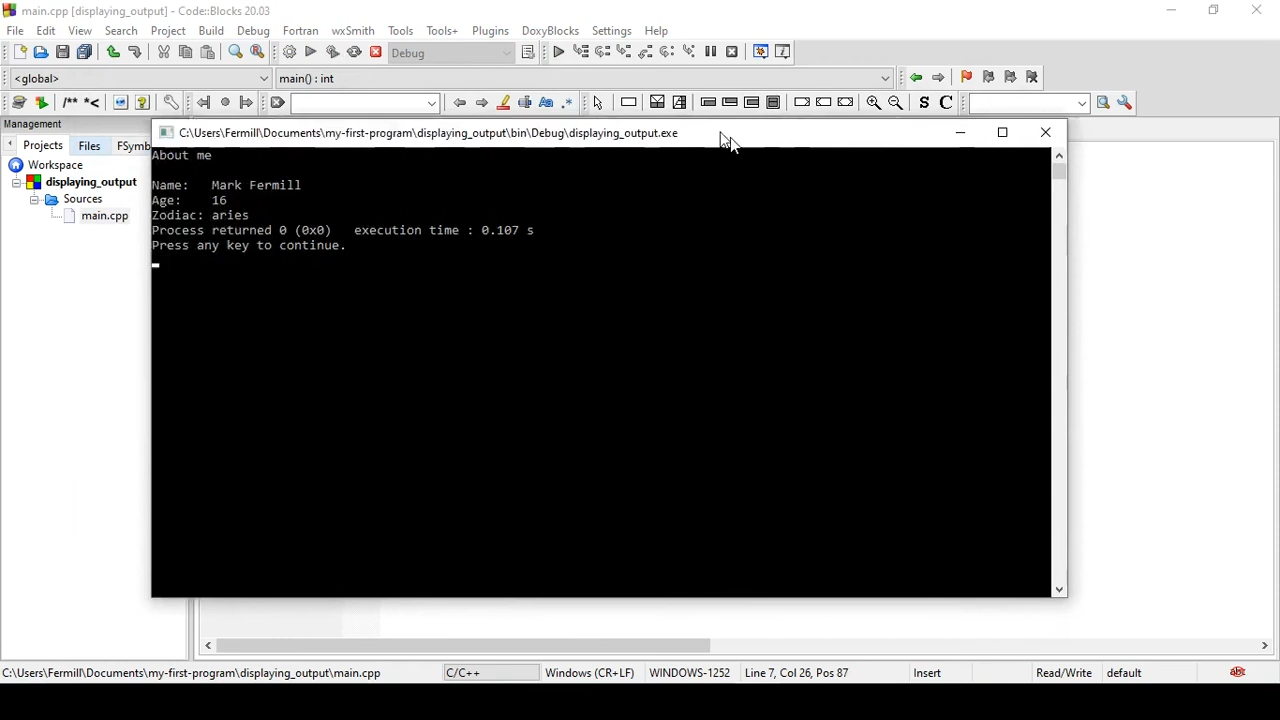 main.cpp [displaying_output] - Code::Blocks 20.03
File Edit View Search Project Build Debug Fortran wxSmith Tools Tools+ Plugins DoxyBlocks Settings Help
Debug
<global> main() : int
/** *<
S C
Management
Projects Files FSymb
C:\Users\Fermill\Documents\my-first-program\displaying_output\bin\Debug\displaying_output.exe
Workspace
displaying_output
Sources
main.cpp
About me
Name: Mark Fermill
Age: 16
Zodiac: aries
Process returned 0 (0x0) execution time : 0.107 s
Press any key to continue.
C:\Users\Fermill\Documents\my-first-program\displaying_output\main.cpp C/C++ Windows (CR+LF) WINDOWS-1252 Line 7, Col 26, Pos 87 Insert Read/Write default